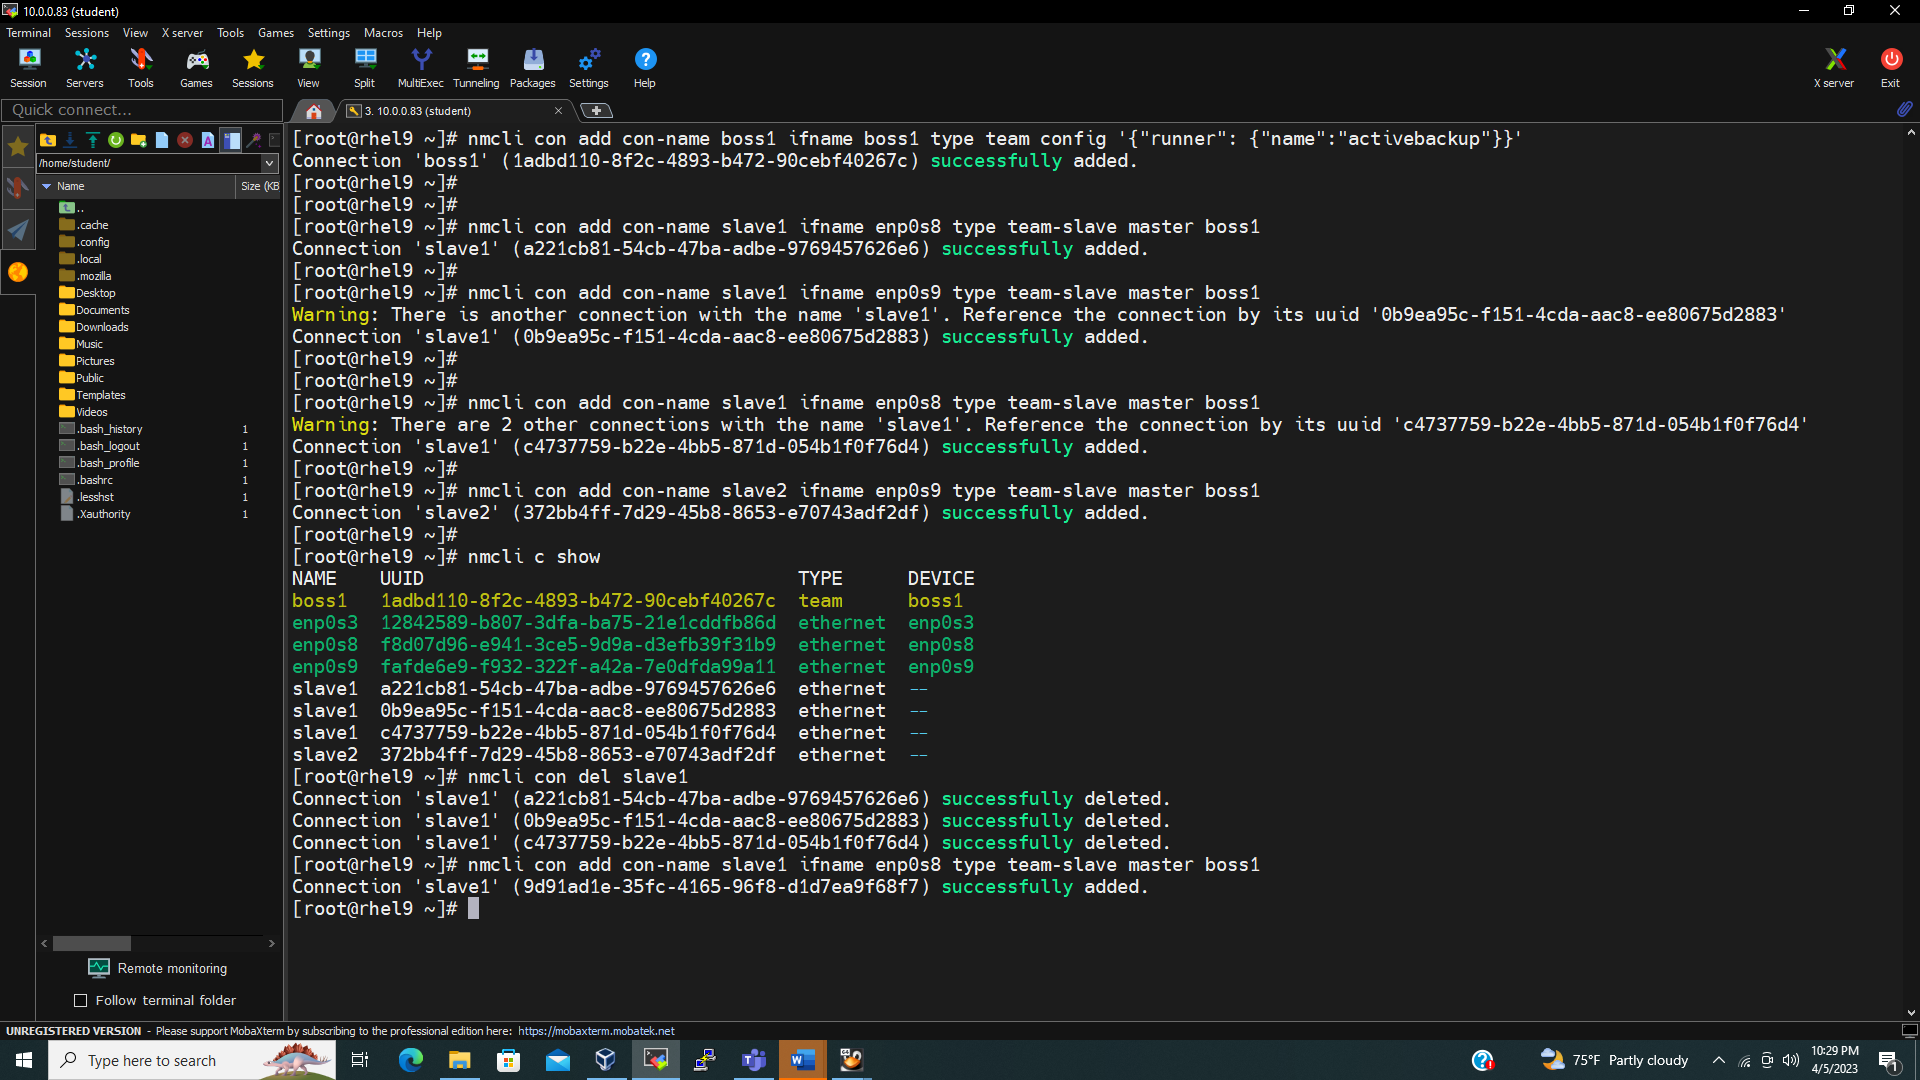 10.0.0.83 (student)
Terminal Sessions View X server Tools Games Settings Macros Help
Session Servers Tools Games Sessions View Split MultiExec Tunneling Packages Settings Help X server Exit
Quick connect...
3. 10.0.0.83 (student)
/home/student/
Name Size (KB
..
.cache
.config
.local
.mozilla
Desktop
Documents
Downloads
Music
Pictures
Public
Templates
Videos
.bash_history 1
.bash_logout 1
.bash_profile 1
.bashrc 1
.lesshst 1
.Xauthority 1
Remote monitoring
Follow terminal folder
[root@rhel9 ~]# nmcli con add con-name boss1 ifname boss1 type team config '{"runner": {"name":"activebackup"}}'
Connection 'boss1' (1adbd110-8f2c-4893-b472-90cebf40267c) successfully added.
[root@rhel9 ~]#
[root@rhel9 ~]#
[root@rhel9 ~]# nmcli con add con-name slave1 ifname enp0s8 type team-slave master boss1
Connection 'slave1' (a221cb81-54cb-47ba-adbe-9769457626e6) successfully added.
[root@rhel9 ~]#
[root@rhel9 ~]# nmcli con add con-name slave1 ifname enp0s9 type team-slave master boss1
Warning: There is another connection with the name 'slave1'. Reference the connection by its uuid '0b9ea95c-f151-4cda-aac8-ee80675d2883'
Connection 'slave1' (0b9ea95c-f151-4cda-aac8-ee80675d2883) successfully added.
[root@rhel9 ~]#
[root@rhel9 ~]#
[root@rhel9 ~]# nmcli con add con-name slave1 ifname enp0s8 type team-slave master boss1
Warning: There are 2 other connections with the name 'slave1'. Reference the connection by its uuid 'c4737759-b22e-4bb5-871d-054b1f0f76d4'
Connection 'slave1' (c4737759-b22e-4bb5-871d-054b1f0f76d4) successfully added.
[root@rhel9 ~]#
[root@rhel9 ~]# nmcli con add con-name slave2 ifname enp0s9 type team-slave master boss1
Connection 'slave2' (372bb4ff-7d29-45b8-8653-e70743adf2df) successfully added.
[root@rhel9 ~]#
[root@rhel9 ~]# nmcli c show
NAME UUID TYPE DEVICE
boss1 1adbd110-8f2c-4893-b472-90cebf40267c team boss1
enp0s3 12842589-b807-3dfa-ba75-21e1cddfb86d ethernet enp0s3
enp0s8 f8d07d96-e941-3ce5-9d9a-d3efb39f31b9 ethernet enp0s8
enp0s9 fafde6e9-f932-322f-a42a-7e0dfda99a11 ethernet enp0s9
slave1 a221cb81-54cb-47ba-adbe-9769457626e6 ethernet --
slave1 0b9ea95c-f151-4cda-aac8-ee80675d2883 ethernet --
slave1 c4737759-b22e-4bb5-871d-054b1f0f76d4 ethernet --
slave2 372bb4ff-7d29-45b8-8653-e70743adf2df ethernet --
[root@rhel9 ~]# nmcli con del slave1
Connection 'slave1' (a221cb81-54cb-47ba-adbe-9769457626e6) successfully deleted.
Connection 'slave1' (0b9ea95c-f151-4cda-aac8-ee80675d2883) successfully deleted.
Connection 'slave1' (c4737759-b22e-4bb5-871d-054b1f0f76d4) successfully deleted.
[root@rhel9 ~]# nmcli con add con-name slave1 ifname enp0s8 type team-slave master boss1
Connection 'slave1' (9d91ad1e-35fc-4165-96f8-d1d7ea9f68f7) successfully added.
[root@rhel9 ~]#
UNREGISTERED VERSION - Please support MobaXterm by subscribing to the professional edition here: https://mobaxterm.mobatek.net
Type here to search
75°F Partly cloudy
10:29 PM
4/5/2023
1